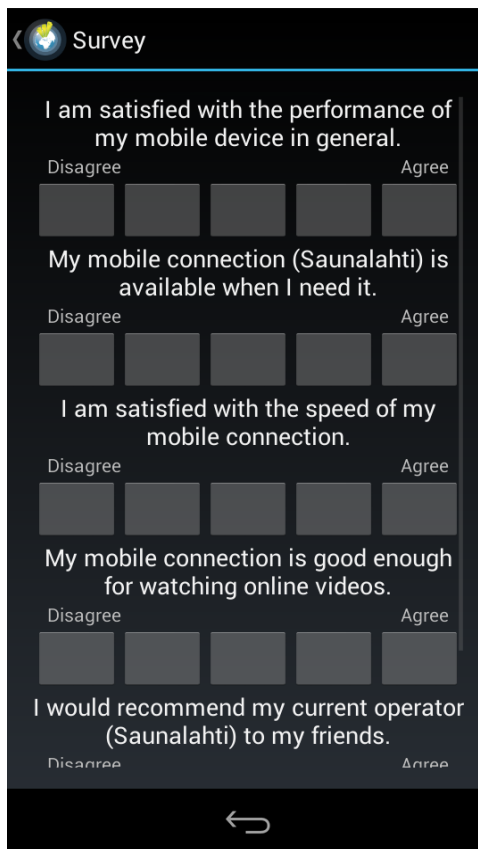 Survey
I am satisfied with the performance of
my mobile device in general.
Disagree Agree
My mobile connection (Saunalahti) is
available when I need it.
Disagree Agree
I am satisfied with the speed of my
mobile connection.
Disagree Agree
My mobile connection is good enough
for watching online videos.
Disagree Agree
I would recommend my current operator
(Saunalahti) to my friends.
Disagree Agree